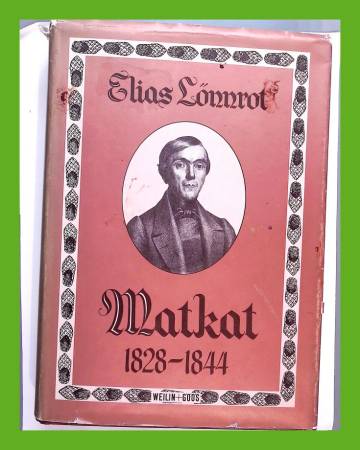 Elias Lönnrot
Matkat
1828-1844
WEILIN+GÖÖS